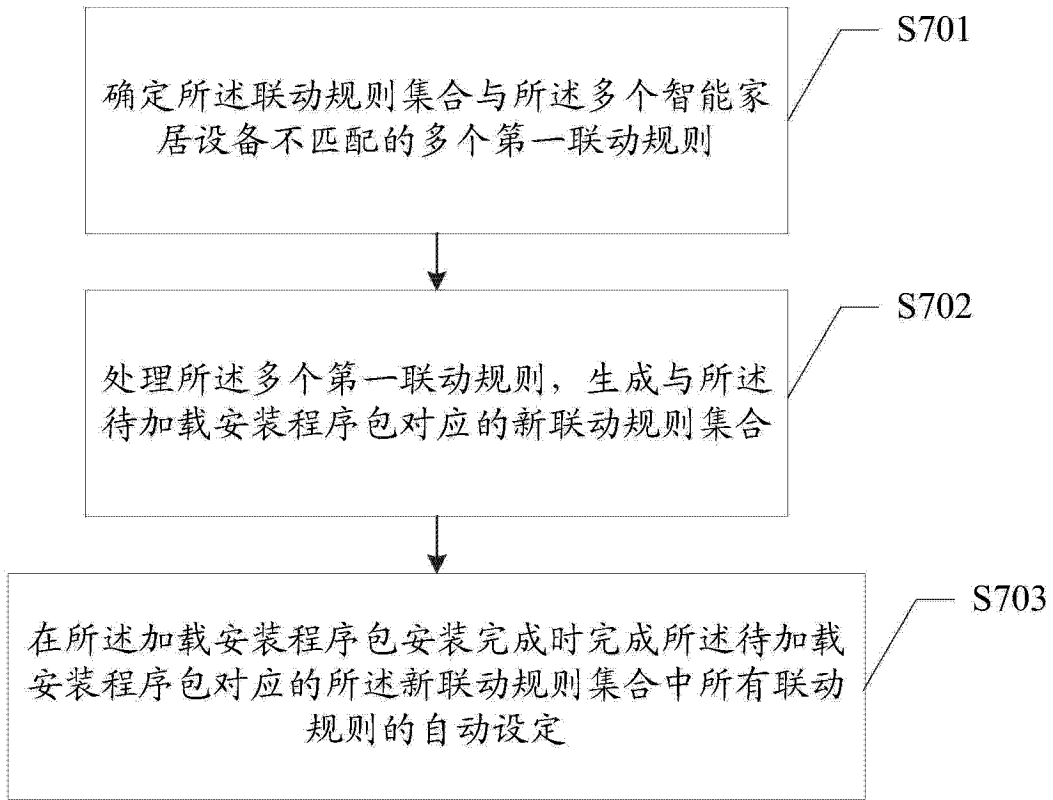 S701
确定所述联动规则集合与所述多个智能家
居设备不匹配的多个第一联动规则
S702
处理所述多个第一联动规则，生成与所述
待加载安装程序包对应的新联动规则集合
S703
在所述加载安装程序包安装完成时完成所述待加载
安装程序包对应的所述新联动规则集合中所有联动
规则的自动设定